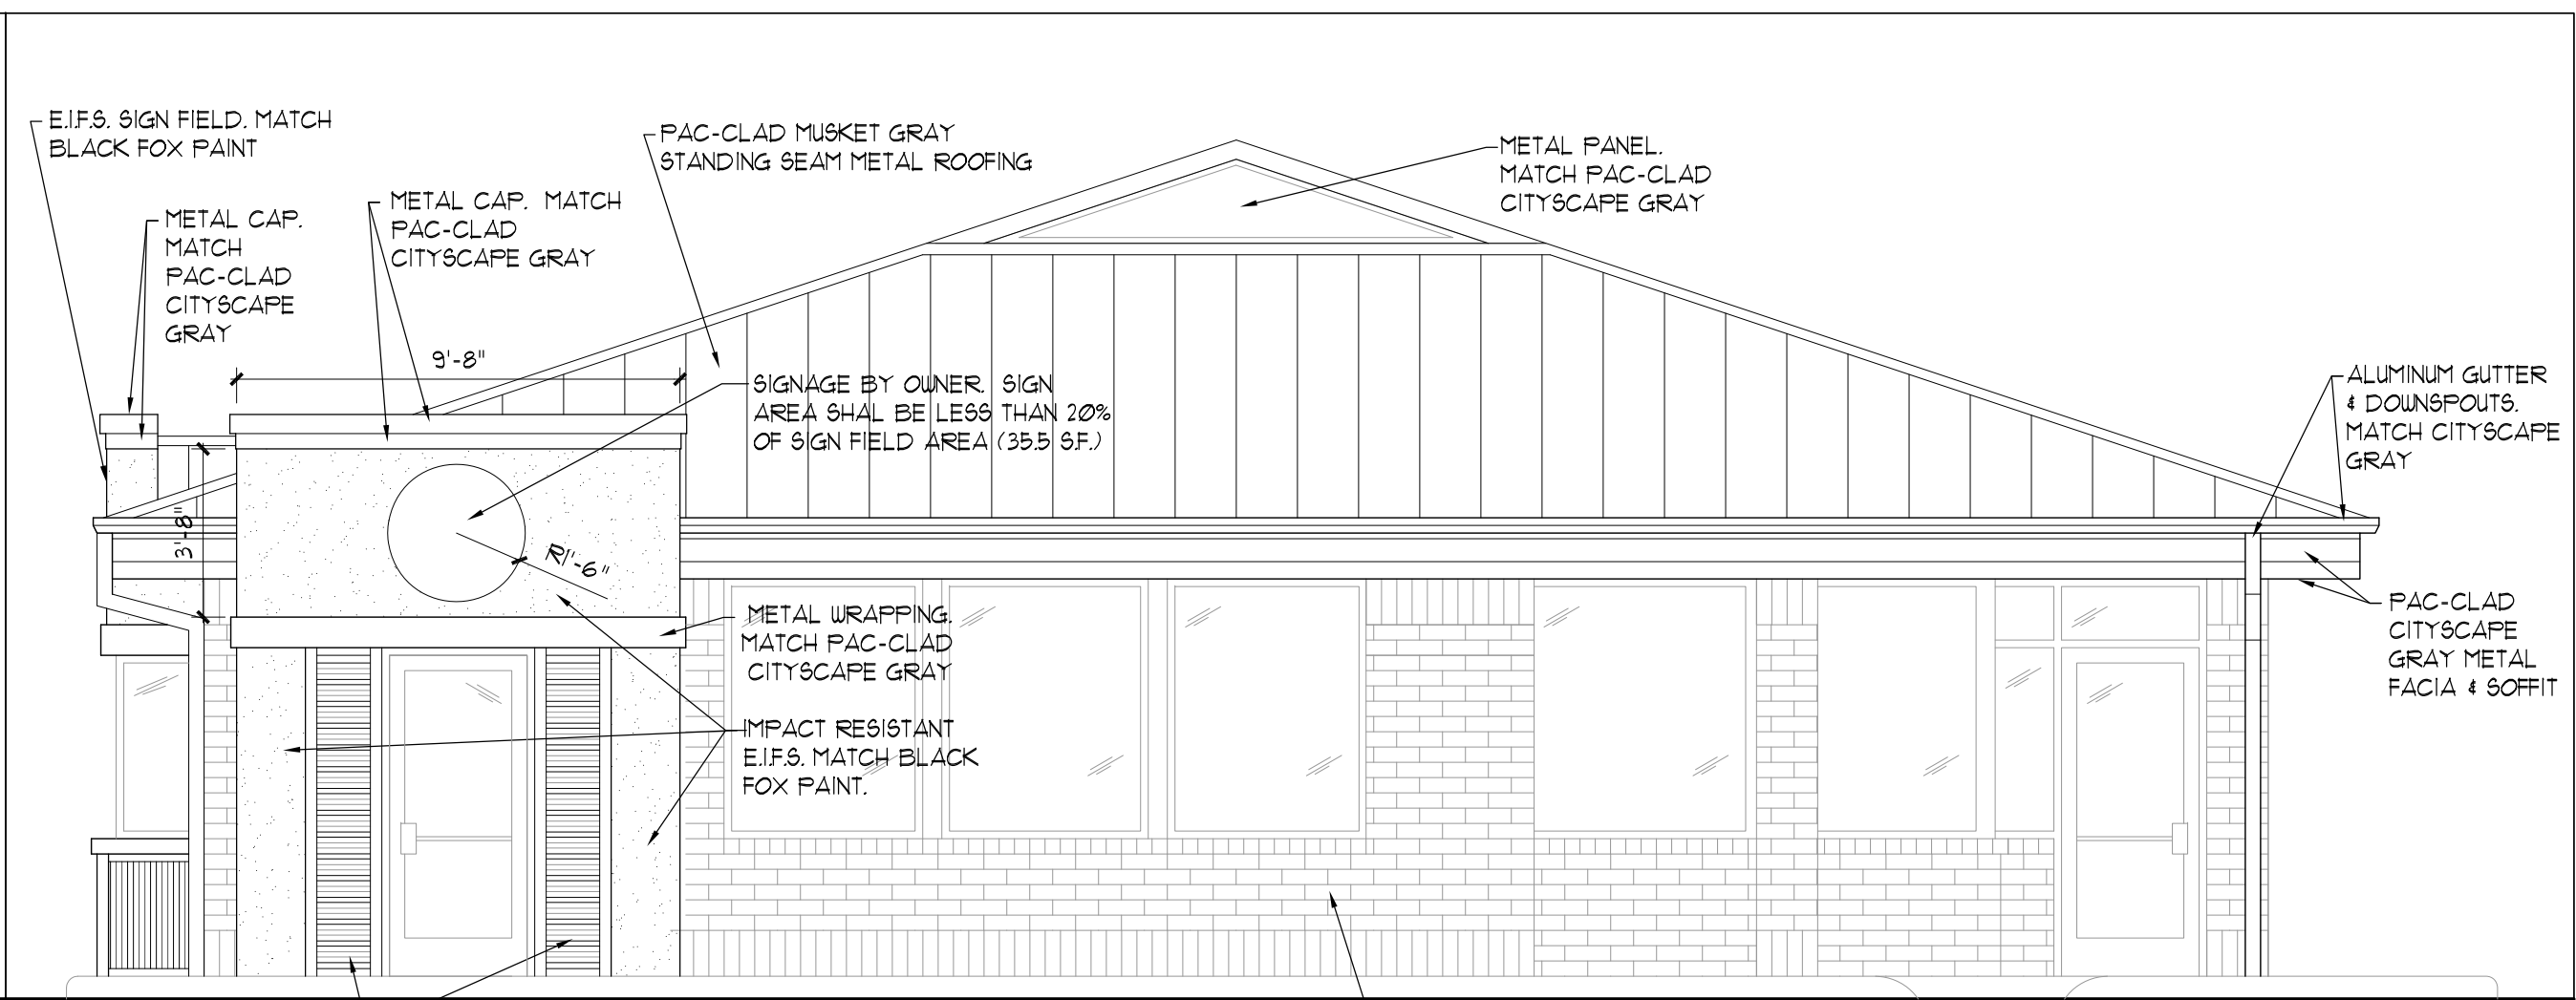 E.I.F.S. SIGN FIELD. MATCH
BLACK FOX PAINT
METAL CAP.
MATCH
PAC-CLAD
CITYSCAPE
GRAY
METAL CAP. MATCH
PAC-CLAD
CITYSCAPE GRAY
PAC-CLAD MUSKET GRAY
STANDING SEAM METAL ROOFING
METAL PANEL.
MATCH PAC-CLAD
CITYSCAPE GRAY
9'-8"
SIGNAGE BY OWNER. SIGN
AREA SHAL BE LESS THAN 20%
OF SIGN FIELD AREA (35.5 S.F.)
ALUMINUM GUTTER
& DOWNSPOUTS.
MATCH CITYSCAPE
GRAY
3'-8"
R1'-6"
METAL WRAPPING.
MATCH PAC-CLAD
CITYSCAPE GRAY
PAC-CLAD
CITYSCAPE
GRAY METAL
FACIA & SOFFIT
IMPACT RESISTANT
E.I.F.S. MATCH BLACK
FOX PAINT.